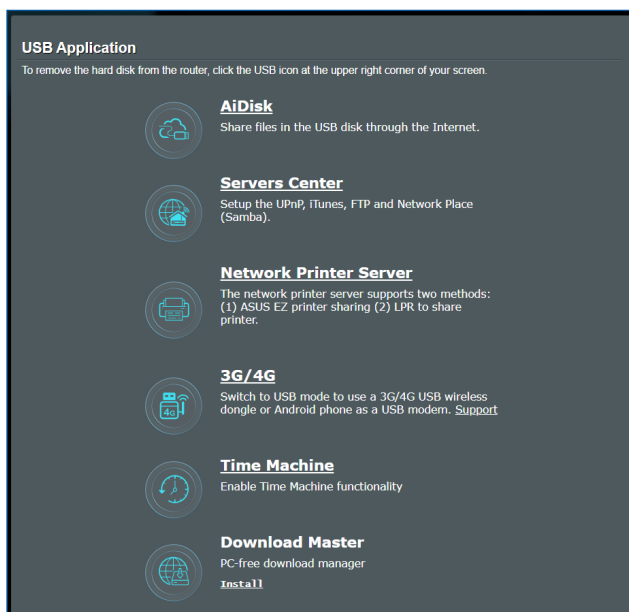 USB Application
To remove the hard disk from the router, click the USB icon at the upper right corner of your screen.
AiDisk
Share files in the USB disk through the Internet.
Servers Center
Setup the UPnP, iTunes, FTP and Network Place
(Samba).
Network Printer Server
The network printer server supports two methods:
(1) ASUS EZ printer sharing (2) LPR to share
printer.
3G/4G
4G
Switch to USB mode to use a 3G/4G USB wireless
dongle or Android phone as a USB modem. Support
Time Machine
Enable Time Machine functionality
Download Master
PC-free download manager
Install